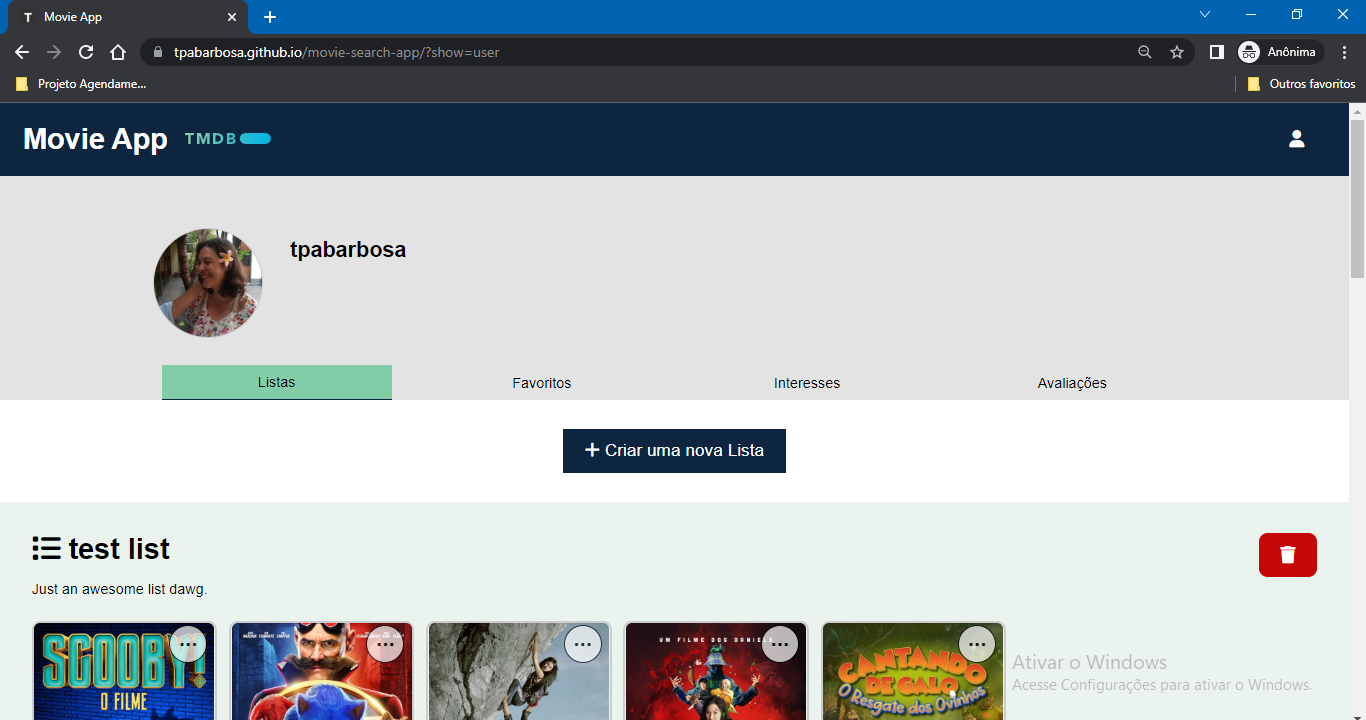 T Movie App
tpabarbosa.github.io/movie-search-app/?show=user
Anônima
Projeto Agendame...
Outros favoritos
Movie App TMDB
tpabarbosa
Listas Favoritos Interesses Avaliações
Criar uma nova Lista
test list
Just an awesome list dawg.
SCOOBY!
O FILME
UM FILME DOS DANIELS
CANTANDO
DE GALO
O Resgate dos Ovinhos
Ativar o Windows
Acesse Configurações para ativar o Windows.